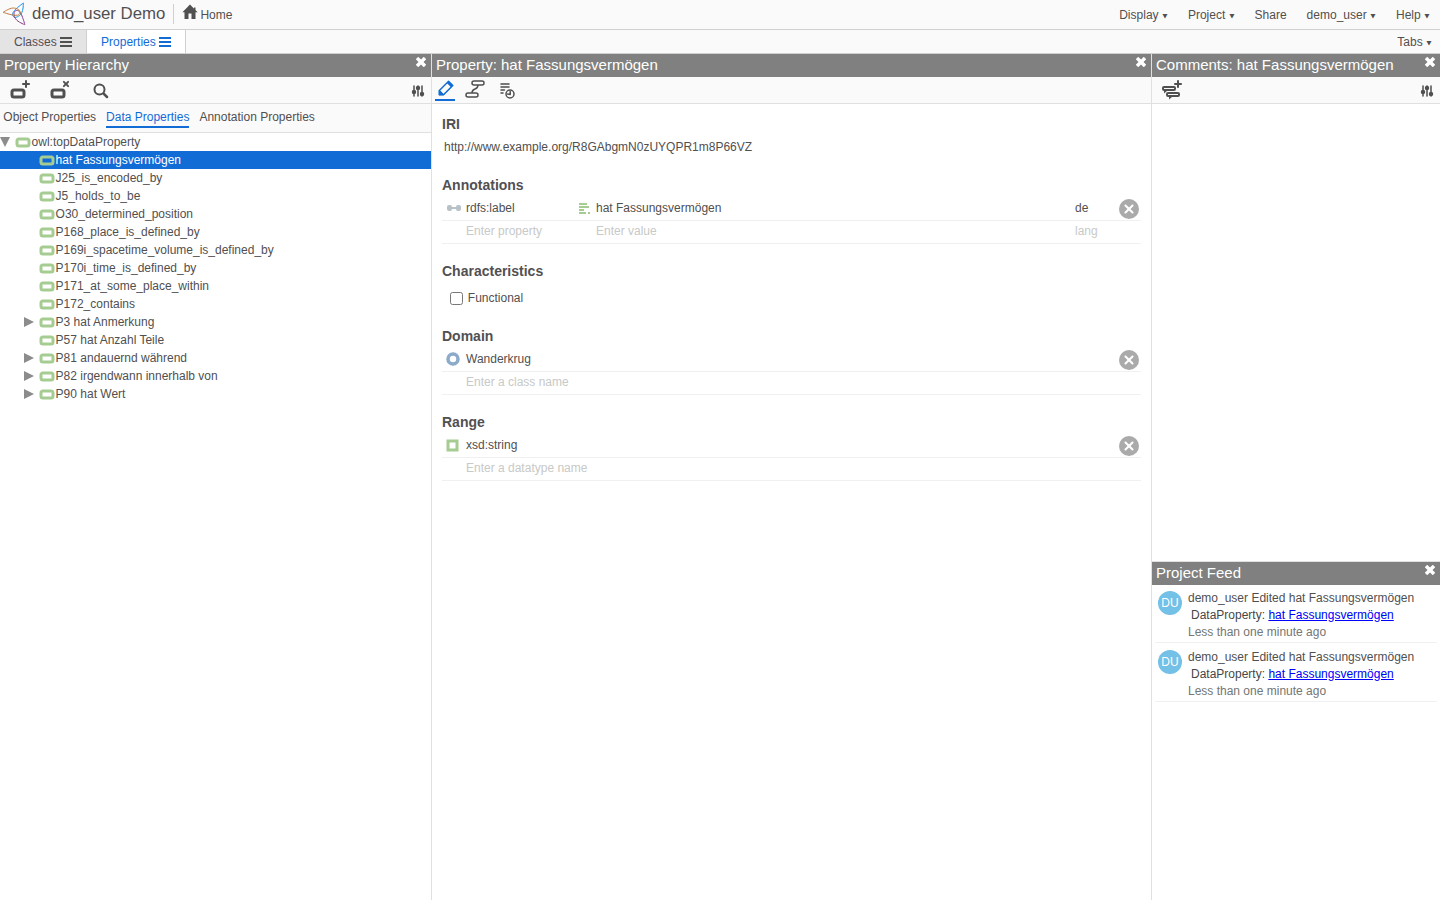 demo_user Demo
Home
Display ▾
Project ▾
Share
demo_user ▾
Help ▾
Classes
Properties
Tabs ▾
Property Hierarchy
Property: hat Fassungsvermögen
Comments: hat Fassungsvermögen
Object Properties
Data Properties
Annotation Properties
owl:topDataProperty
hat Fassungsvermögen
J25_is_encoded_by
J5_holds_to_be
O30_determined_position
P168_place_is_defined_by
P169i_spacetime_volume_is_defined_by
P170i_time_is_defined_by
P171_at_some_place_within
P172_contains
P3 hat Anmerkung
P57 hat Anzahl Teile
P81 andauernd während
P82 irgendwann innerhalb von
P90 hat Wert
IRI
http://www.example.org/R8GAbgmN0zUYQPR1m8P66VZ
Annotations
rdfs:label
hat Fassungsvermögen
de
Enter property
Enter value
lang
Characteristics
Functional
Domain
Wanderkrug
Enter a class name
Range
xsd:string
Enter a datatype name
Project Feed
DU
demo_user Edited hat Fassungsvermögen
DataProperty: hat Fassungsvermögen
Less than one minute ago
DU
demo_user Edited hat Fassungsvermögen
DataProperty: hat Fassungsvermögen
Less than one minute ago